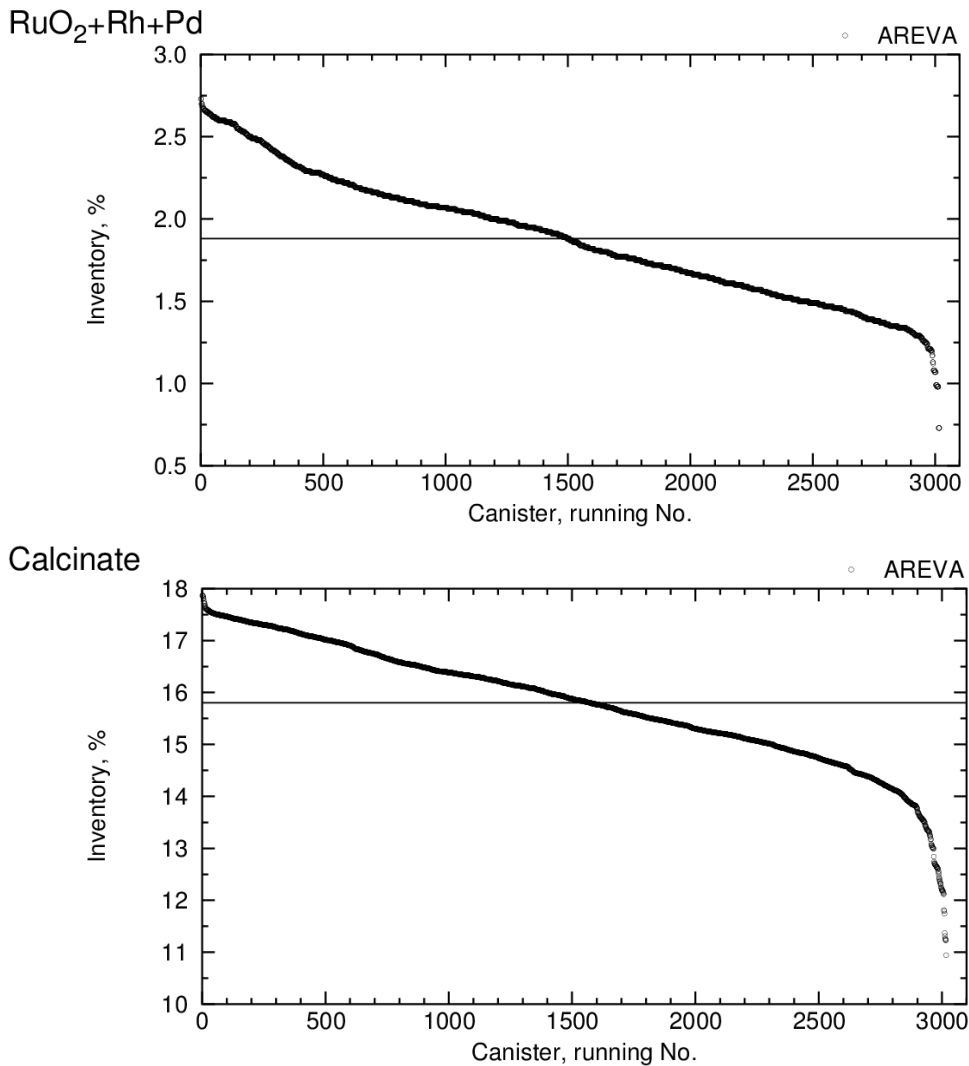 RuO2+Rh+Pd
AREVA
3.0
2.5
2.0
1.5
1.0
0.5
Inventory, %
0 500 1000 1500 2000 2500 3000
Canister, running No.
Calcinate
AREVA
18
17
16
15
14
13
12
11
10
Inventory, %
0 500 1000 1500 2000 2500 3000
Canister, running No.